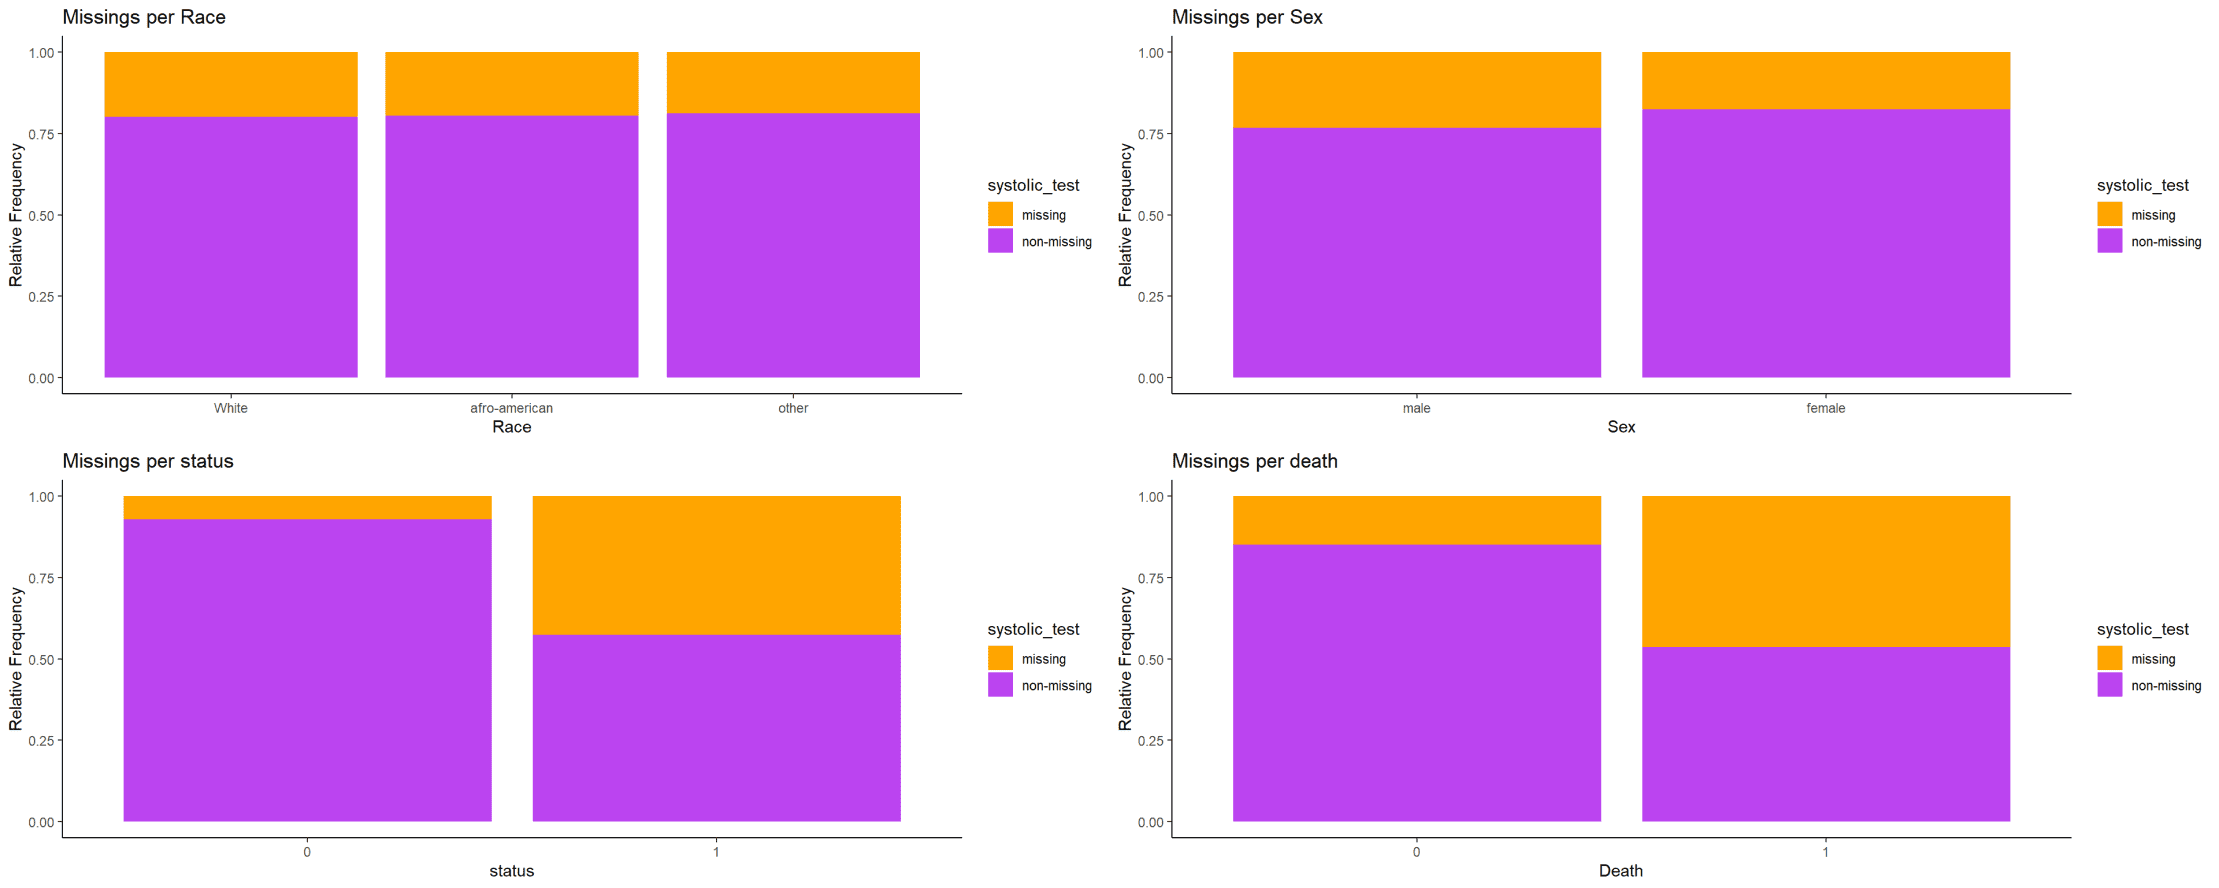 Missings per Race
1.00
0.75
0.50
0.25
0.00
Relative Frequency
White afro-american other
Race
systolic_test
missing
non-missing
Missings per Sex
1.00
0.75
0.50
0.25
0.00
Relative Frequency
male female
Sex
systolic_test
missing
non-missing
Missings per status
1.00
0.75
0.50
0.25
0.00
Relative Frequency
0 1
status
systolic_test
missing
non-missing
Missings per death
1.00
0.75
0.50
0.25
0.00
Relative Frequency
0 1
Death
systolic_test
missing
non-missing